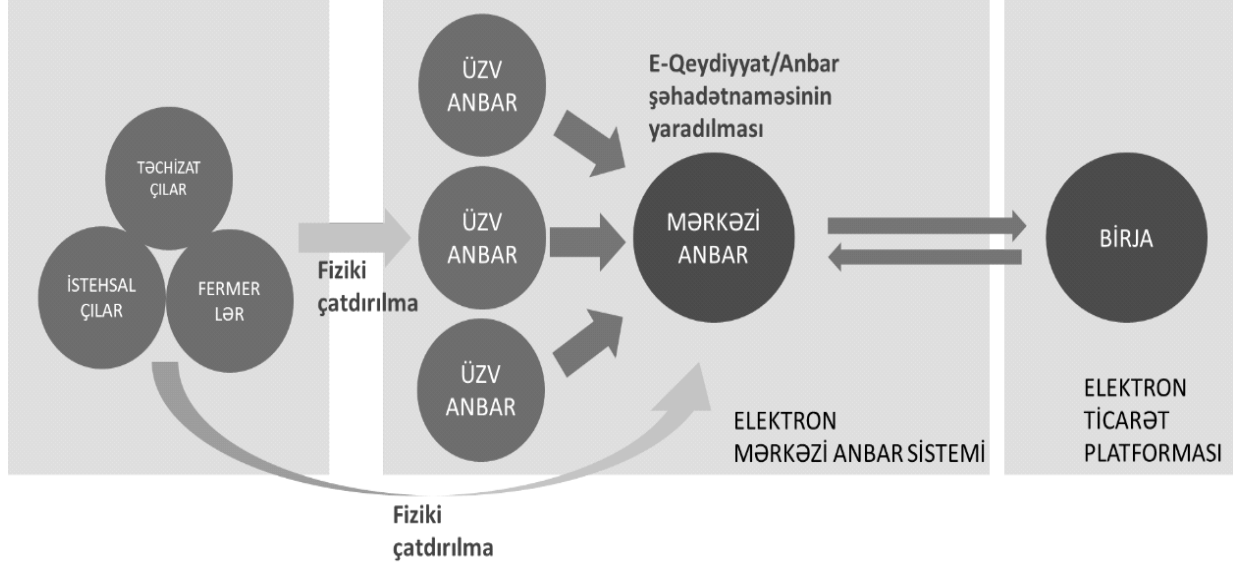 TƏCHİZAT
ÇILAR
İSTEHSAL
ÇILAR
FERMER
LƏR
Fiziki
çatdırılma
ÜZV
ANBAR
ÜZV
ANBAR
ÜZV
ANBAR
E-Qeydiyyat/Anbar
şəhadətnaməsinin
yaradılması
MƏRKƏZİ
ANBAR
ELEKTRON
MƏRKƏZİ ANBAR SİSTEMİ
BİRJA
ELEKTRON
TİCARƏT
PLATFORMASI
Fiziki
çatdırılma